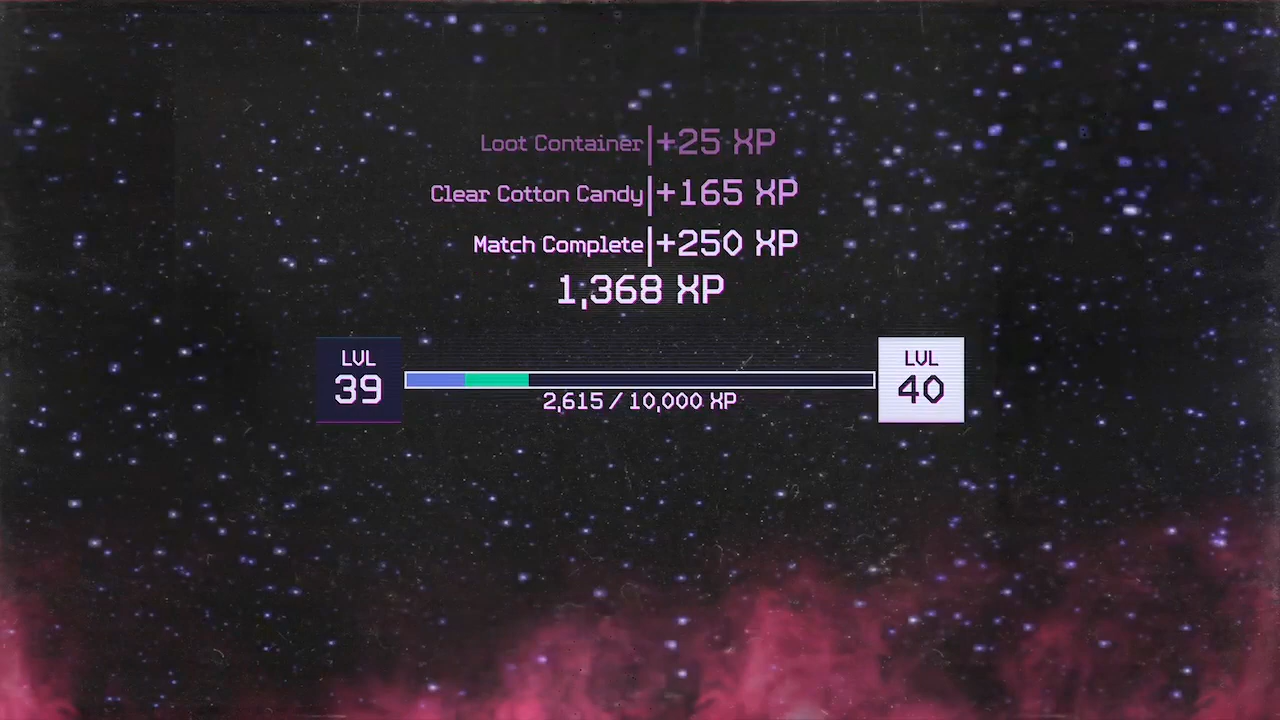 Loot Container | +25 XP
Clear Cotton Candy | +165 XP
Match Complete | +250 XP
1,368 XP
LVL
39
2,615 / 10,000 XP
LVL
40